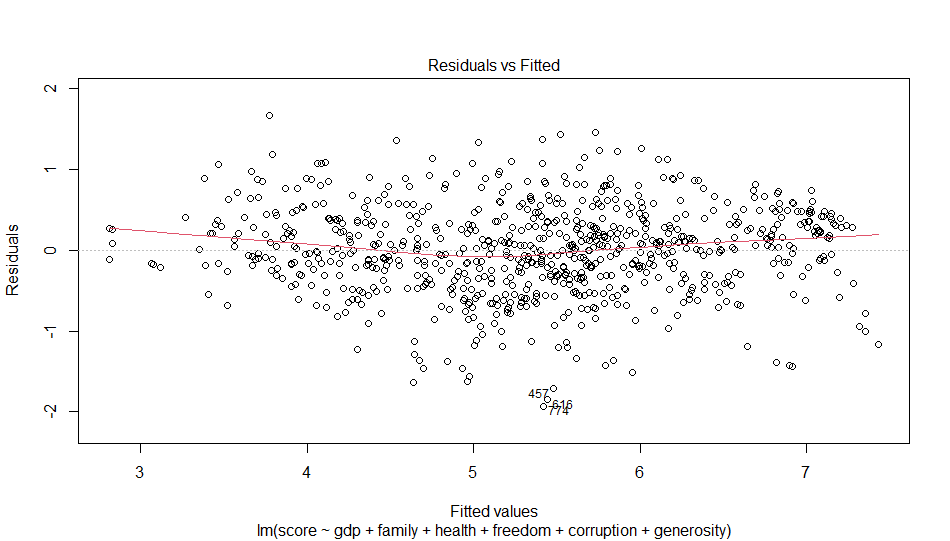 Residuals vs Fitted
2
1
0
-1
-2
Residuals
457
616
774
3 4 5 6 7
Fitted values
lm(score ~ gdp + family + health + freedom + corruption + generosity)